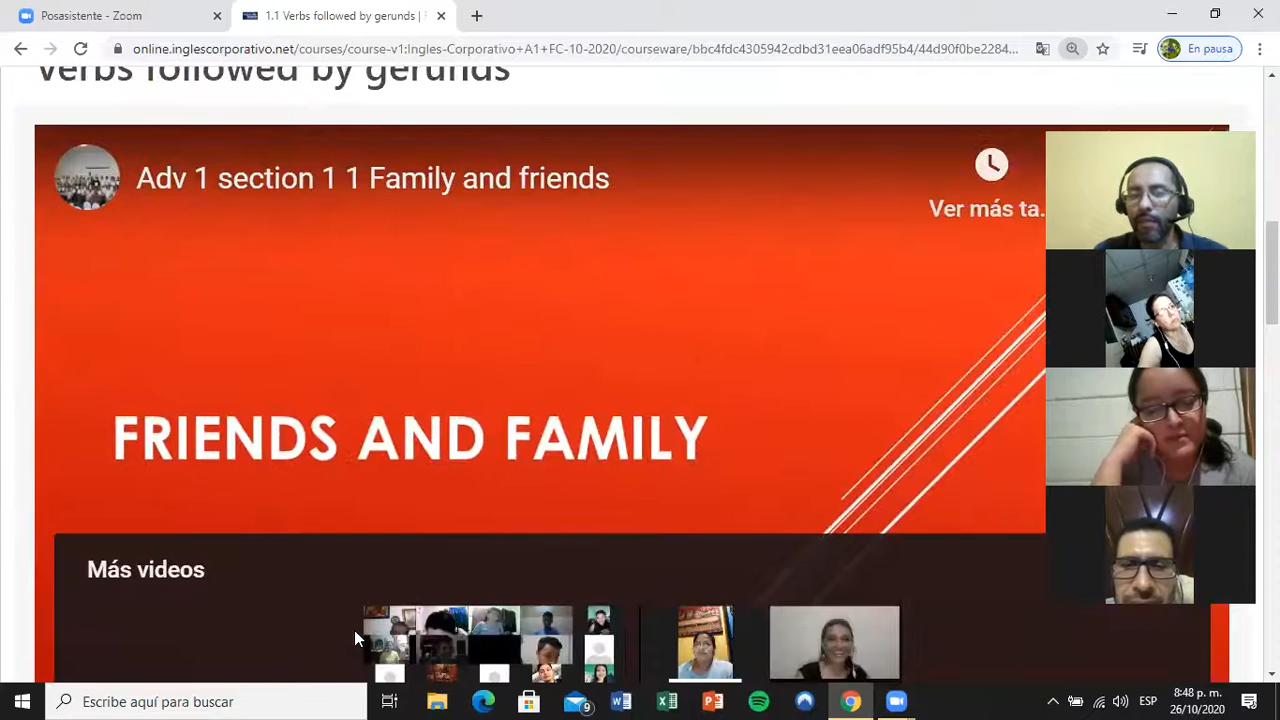 Posasistente - Zoom
1.1 Verbs followed by gerunds |
online.inglescorporativo.net/courses/course-v1:Ingles-Corporativo+A1+FC-10-2020/courseware/bbc4fdc4305942cdbd31eea06adf95d4/44d90f0be2284...
En pausa
Verbs followed by gerunds
Adv 1 section 1 1 Family and friends
Ver más ta...
FRIENDS AND FAMILY
Más videos
Escribe aquí para buscar
9
ESP
8:48 p. m.
26/10/2020